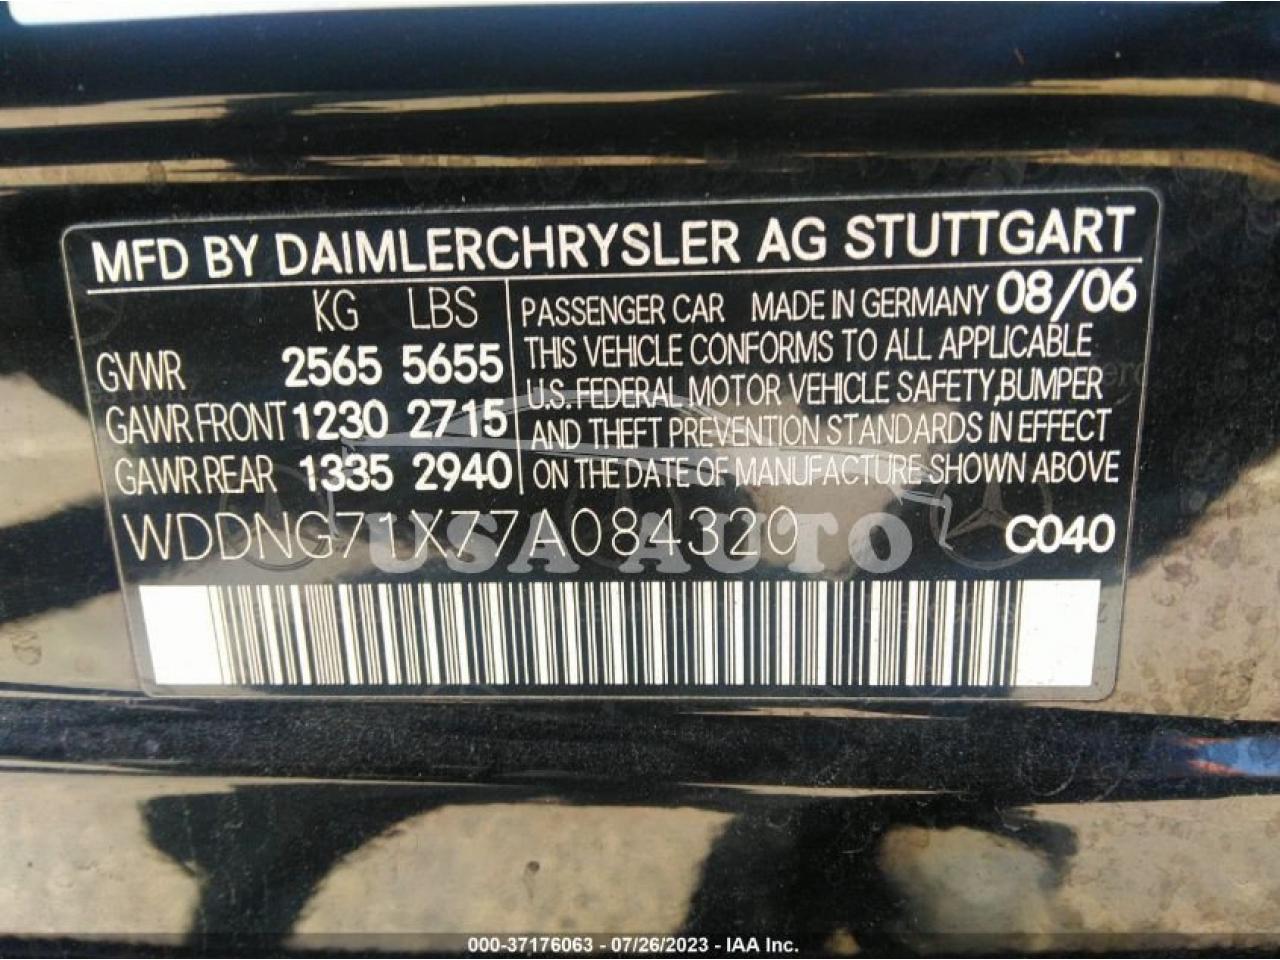 MFD BY DAIMLERCHRYSLER AG STUTTGART
KG LBS
GVWR 2565 5655
GAWR FRONT 1230 2715
GAWR REAR 1335 2940
PASSENGER CAR MADE IN GERMANY 08/06
THIS VEHICLE CONFORMS TO ALL APPLICABLE
U.S. FEDERAL MOTOR VEHICLE SAFETY, BUMPER
AND THEFT PREVENTION STANDARDS IN EFFECT
ON THE DATE OF MANUFACTURE SHOWN ABOVE
WDDNG71X77A084320 C040
USA AUTO
000-37176063 - 07/26/2023 - IAA Inc.